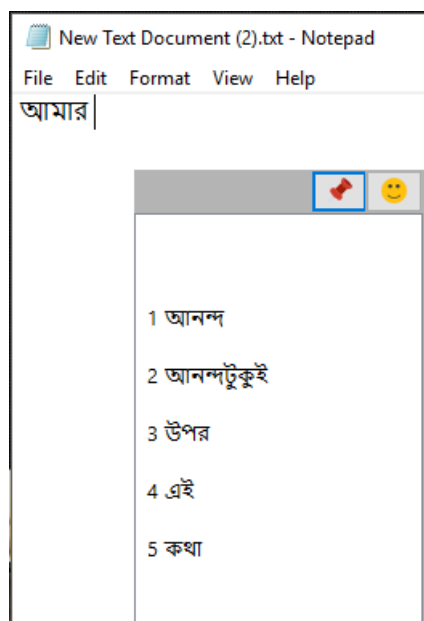 New Text Document (2).txt - Notepad
File Edit Format View Help
আমার
1 আনন্দ
2 আনন্দটুকুই
3 উপর
4 এই
5 কথা